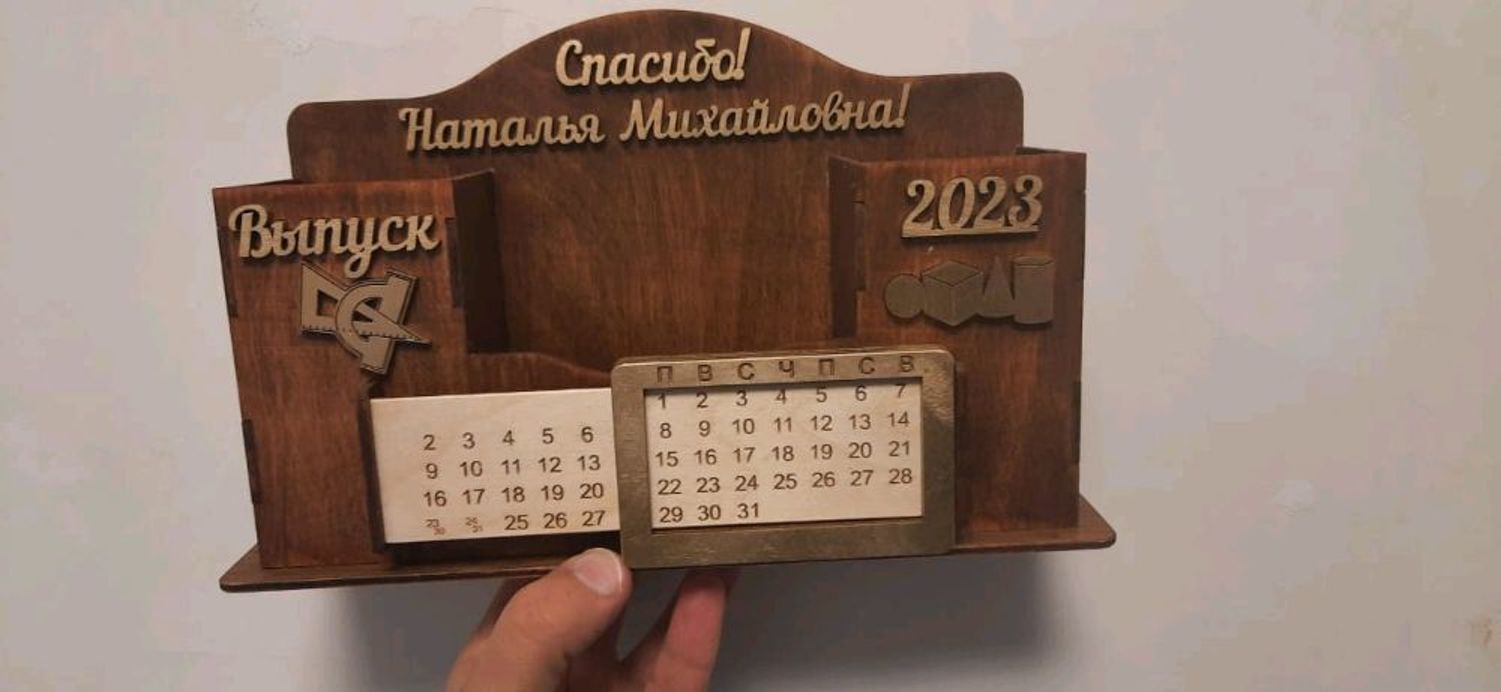 Спасибо!
Наталья Михайловна!
Выпуск
2023
П В С Ч П С В
1 2 3 4 5 6 7
8 9 10 11 12 13 14
15 16 17 18 19 20 21
22 23 24 25 26 27 28
29 30 31
2 3 4 5 6
9 10 11 12 13
16 17 18 19 20
23/30 24/31 25 26 27